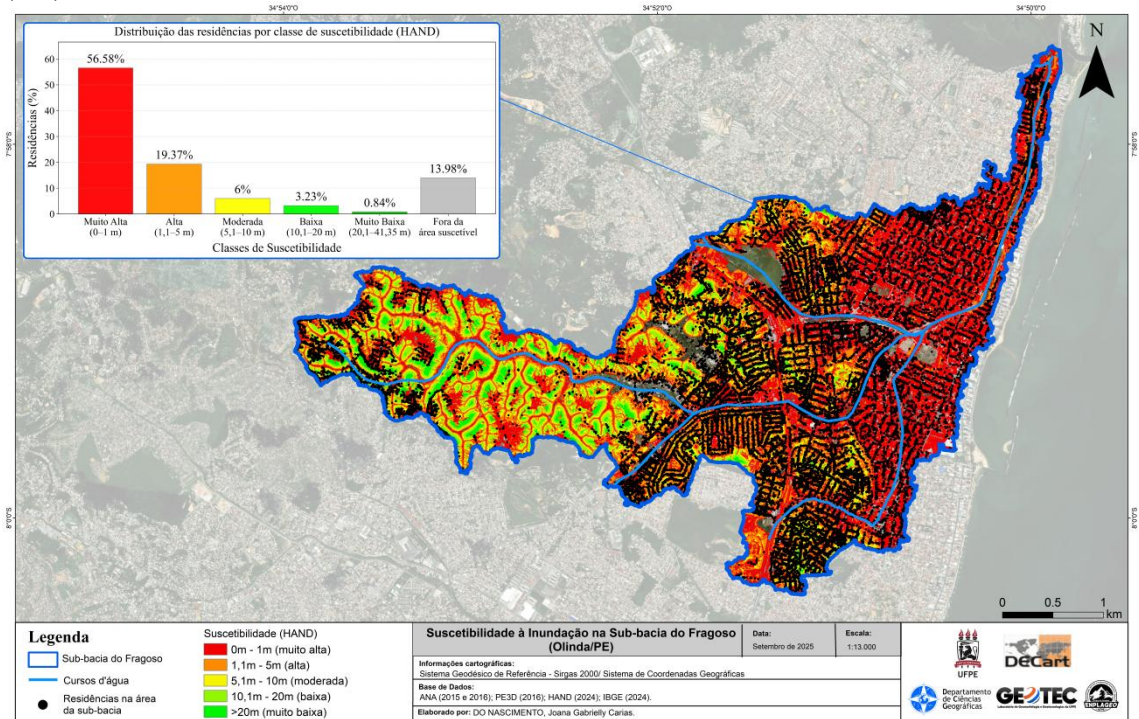 34°54'0"O
34°52'0"O
34°50'0"O
Distribuição das residências por classe de suscetibilidade (HAND)
Residências (%)
60
50
40
30
20
10
0
56.58%
19.37%
6%
3.23%
0.84%
13.98%
Muito Alta
(0–1 m)
Alta
(1,1–5 m)
Moderada
(5,1–10 m)
Baixa
(10,1–20 m)
Muito Baixa
(20,1–41,35 m)
Fora da
área suscetível
Classes de Suscetibilidade
N
7°58'0"S
7°58'0"S
8°0'0"S
8°0'0"S
0 0.5 1
km
Legenda
Sub-bacia do Fragoso
Cursos d'água
Residências na área
da sub-bacia
Suscetibilidade (HAND)
0m - 1m (muito alta)
1,1m - 5m (alta)
5,1m - 10m (moderada)
10,1m - 20m (baixa)
>20m (muito baixa)
Suscetibilidade à Inundação na Sub-bacia do Fragoso
(Olinda/PE)
Data:
Setembro de 2025
Escala:
1:13.000
Informações cartográficas:
Sistema Geodésico de Referência - Sirgas 2000/ Sistema de Coordenadas Geográficas
Base de Dados:
ANA (2015 e 2016); PE3D (2016); HAND (2024); IBGE (2024).
Elaborado por: DO NASCIMENTO, Joana Gabrielly Carias.
UFPE
DeCart
Departamento
de Ciências
Geográficas
GEOTEC
ENPLAGEO